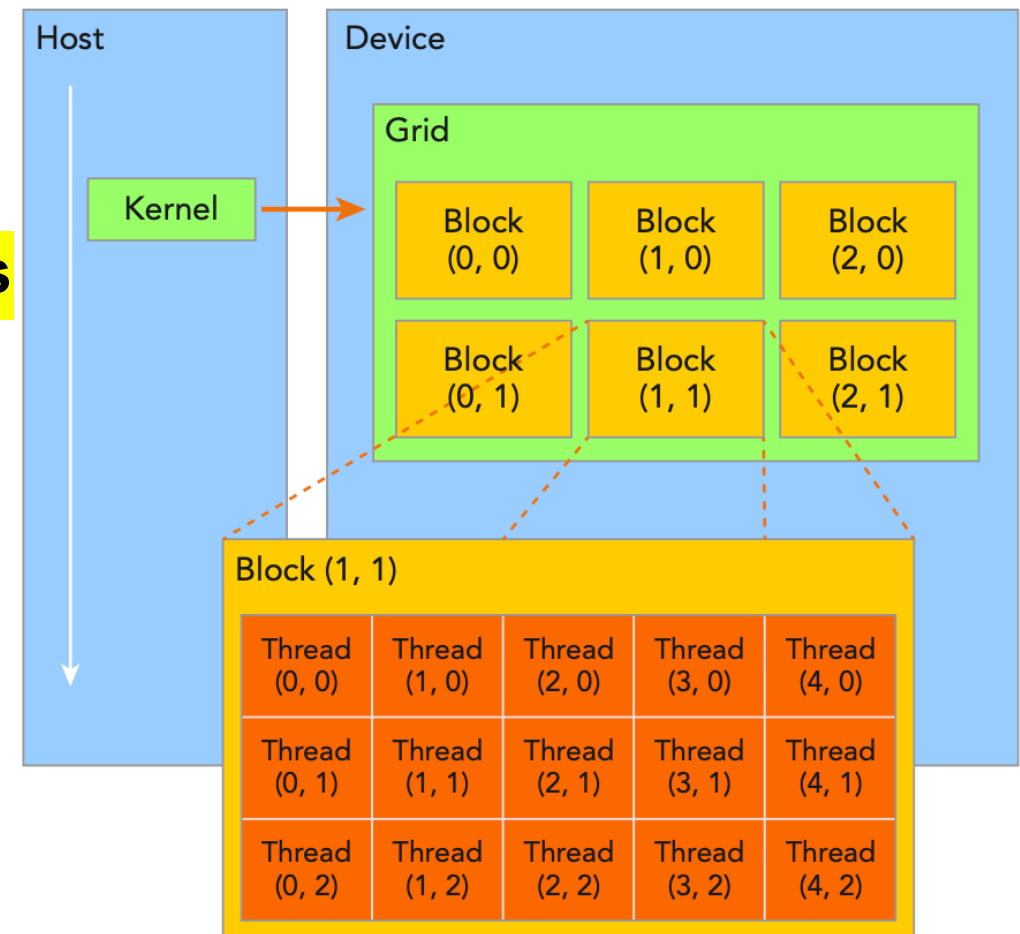 Host
Device
Grid
Kernel
s
Block
(0, 0)
Block
(1, 0)
Block
(2, 0)
Block
(0, 1)
Block
(1, 1)
Block
(2, 1)
Block (1, 1)
Thread
(0, 0)
Thread
(1, 0)
Thread
(2, 0)
Thread
(3, 0)
Thread
(4, 0)
Thread
(0, 1)
Thread
(1, 1)
Thread
(2, 1)
Thread
(3, 1)
Thread
(4, 1)
Thread
(0, 2)
Thread
(1, 2)
Thread
(2, 2)
Thread
(3, 2)
Thread
(4, 2)